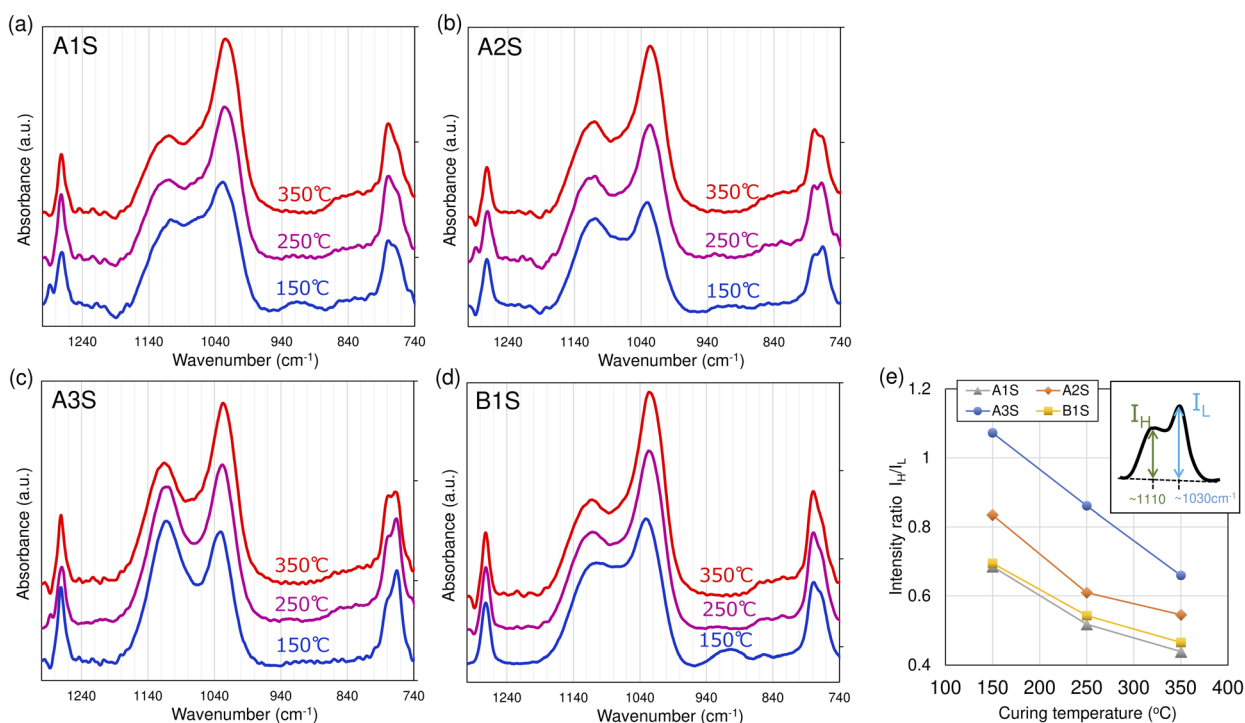 (a)
A1S
Absorbance (a.u.)
350℃
250℃
150℃
1240 1140 1040 940 840 740
Wavenumber (cm⁻¹)
(b)
A2S
Absorbance (a.u.)
350℃
250℃
150℃
1240 1140 1040 940 840 740
Wavenumber (cm⁻¹)
(c)
A3S
Absorbance (a.u.)
350℃
250℃
150℃
1240 1140 1040 940 840 740
Wavenumber (cm⁻¹)
(d)
B1S
Absorbance (a.u.)
350℃
250℃
150℃
1240 1140 1040 940 840 740
Wavenumber (cm⁻¹)
(e)
Intensity ratio I_H/I_L
1.2
1
0.8
0.6
0.4
A1S A2S
A3S B1S
I_H I_L
~1110 ~1030cm⁻¹
100 150 200 250 300 350 400
Curing temperature (ºC)